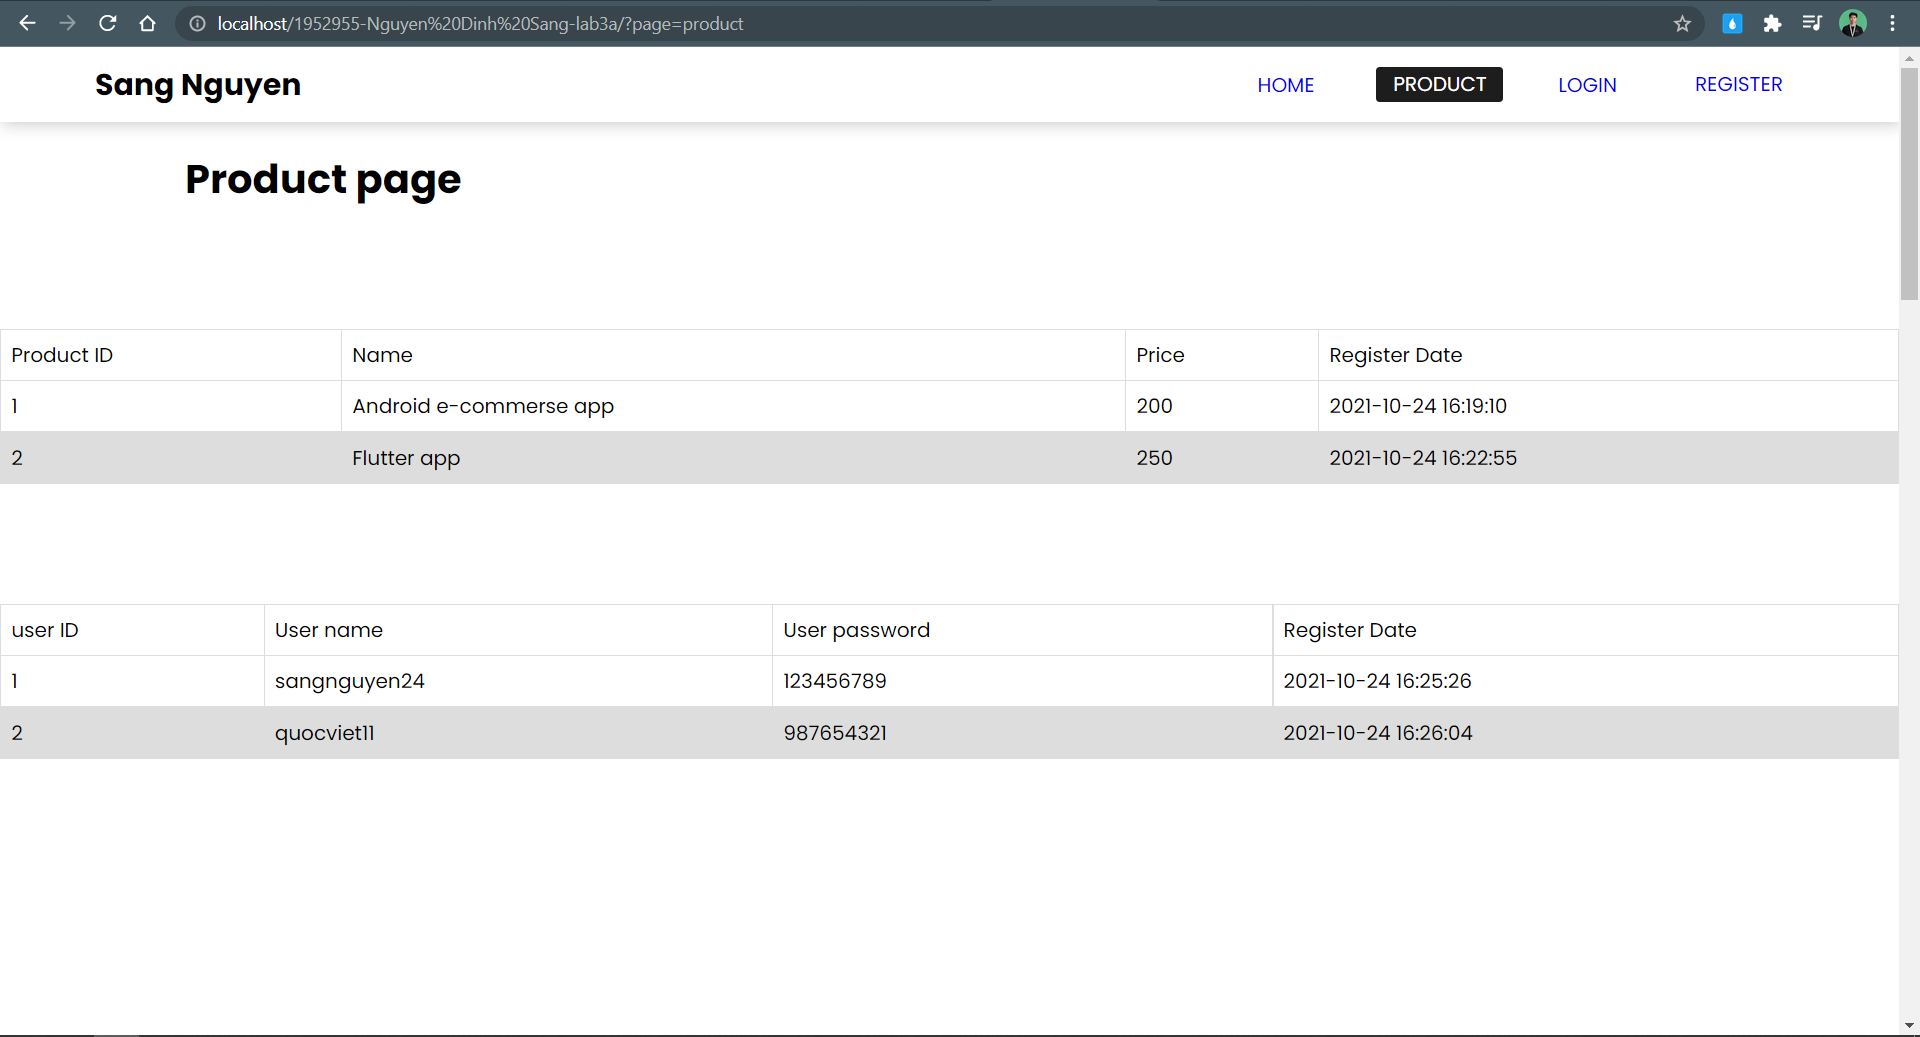 localhost/1952955-Nguyen%20Dinh%20Sang-lab3a/?page=product
Sang Nguyen HOME PRODUCT LOGIN REGISTER
Product page
Product ID Name Price Register Date
1 Android e-commerse app 200 2021-10-24 16:19:10
2 Flutter app 250 2021-10-24 16:22:55
user ID User name User password Register Date
1 sangnguyen24 123456789 2021-10-24 16:25:26
2 quocviet11 987654321 2021-10-24 16:26:04